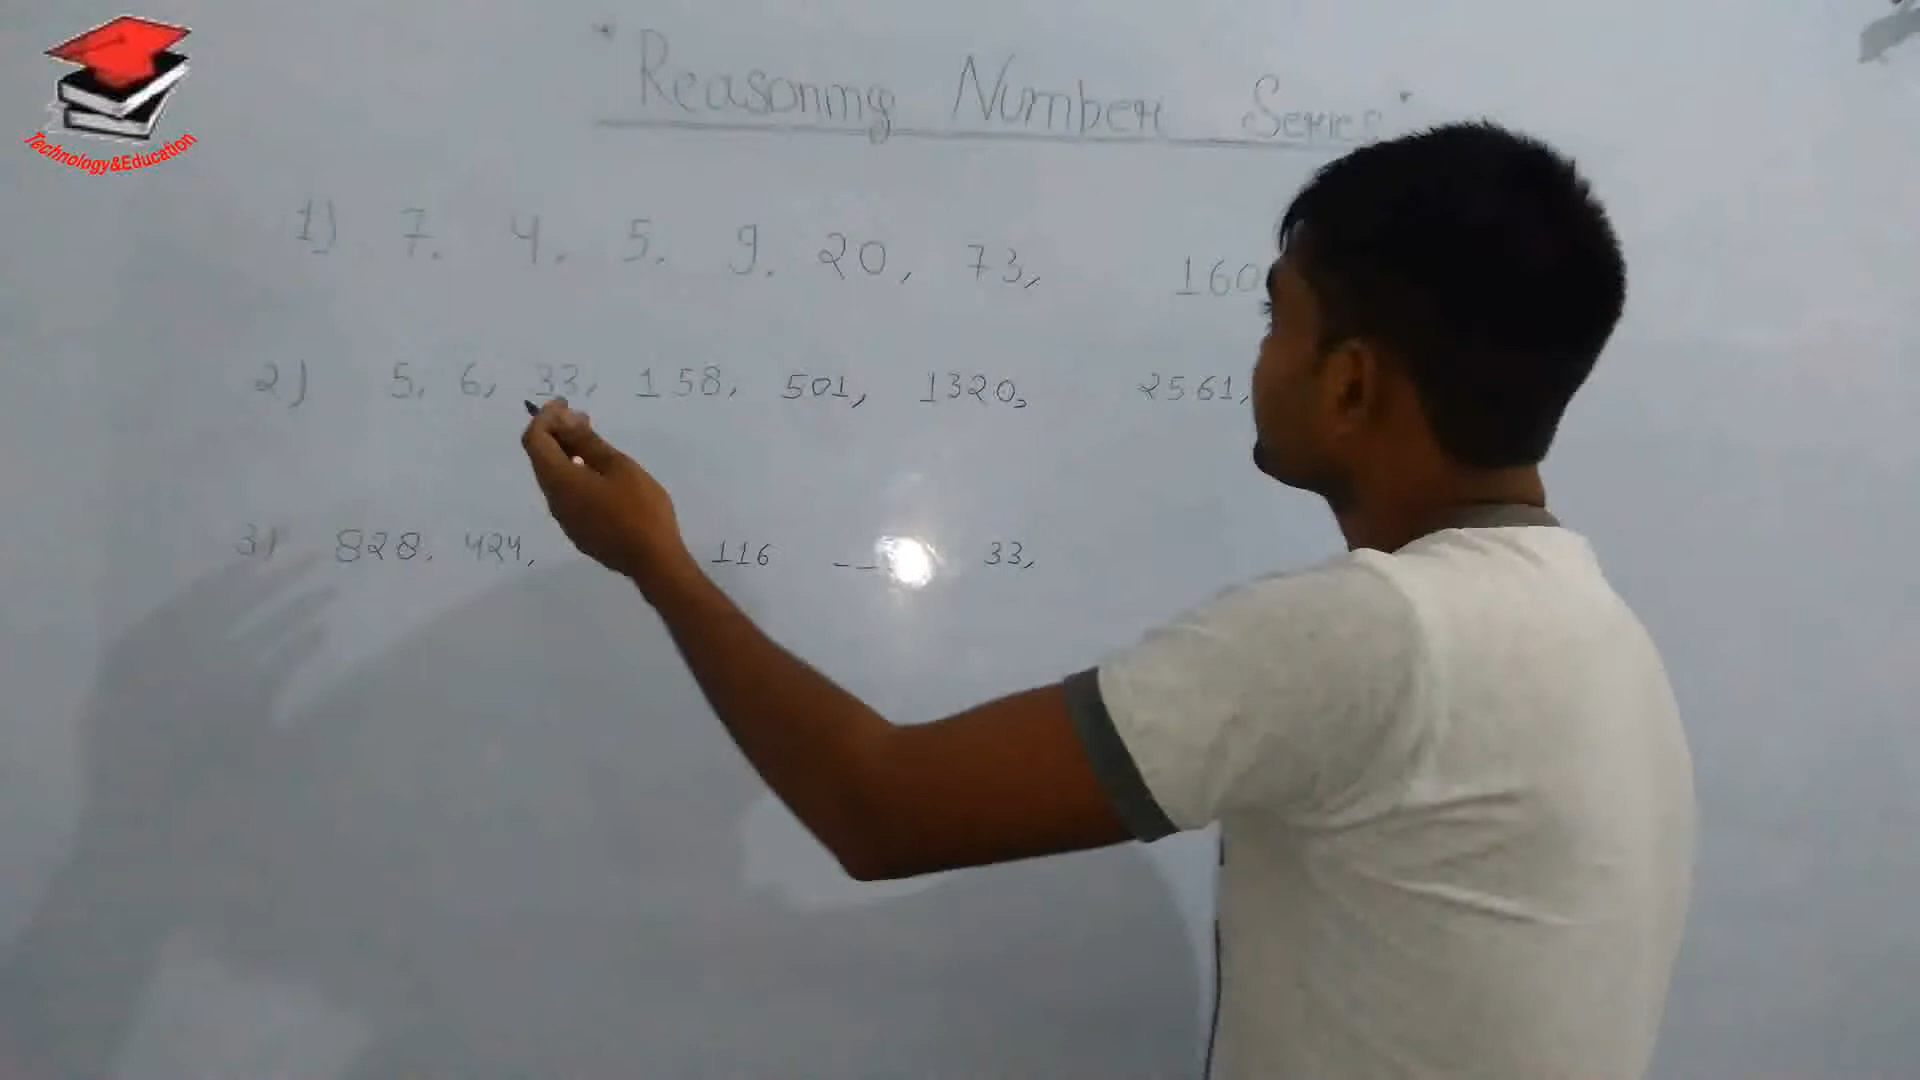 Technology&Education
"Reasoning Number Series"
1) 7, 4, 5, 9, 20, 73, 160
2) 5, 6, 33, 158, 501, 1320, 2561,
3) 828, 424, 116 33,